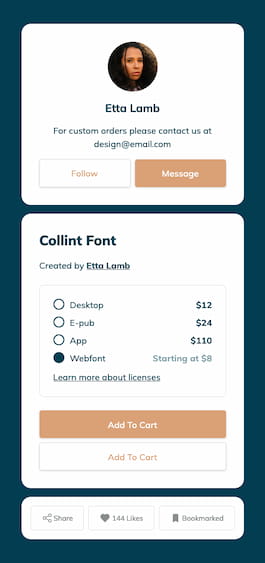 Etta Lamb
For custom orders please contact us at
design@email.com
Follow Message
Collint Font
Created by Etta Lamb
Desktop $12
E-pub $24
App $110
Webfont Starting at $8
Learn more about licenses
Add To Cart
Add To Cart
Share 144 Likes Bookmarked